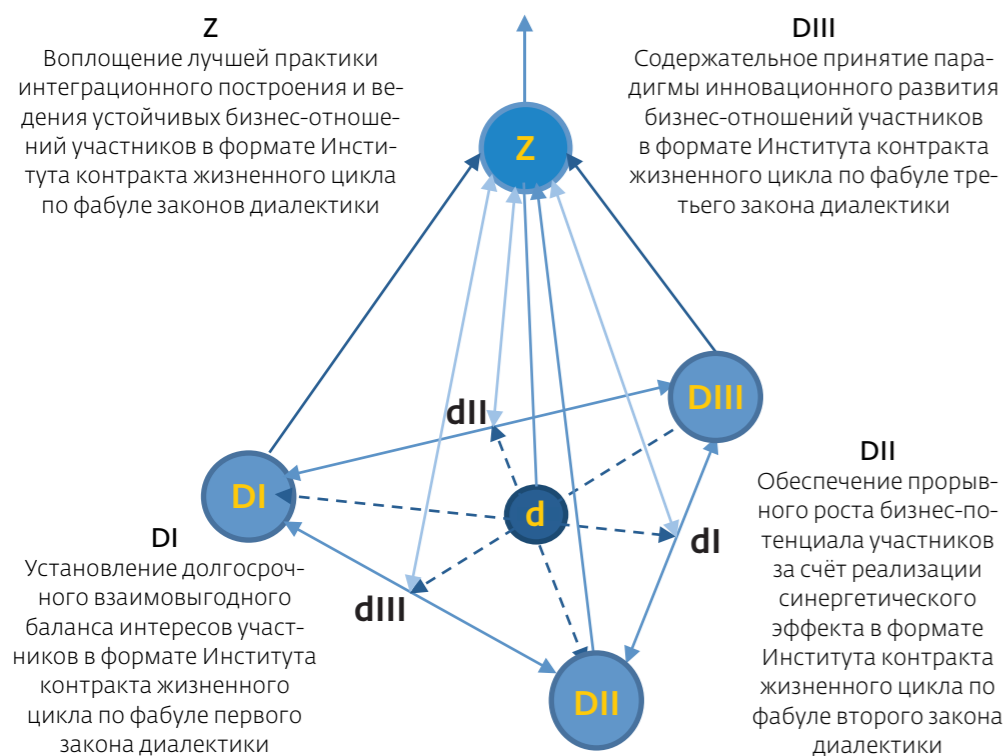 Z
Воплощение лучшей практики
интеграционного построения и ве-
дения устойчивых бизнес-отноше-
ний участников в формате Инсти-
тута контракта жизненного цикла
по фабуле законов диалектики
DIII
Содержательное принятие пара-
дигмы инновационного развития
бизнес-отношений участников
в формате Института контракта
жизненного цикла по фабуле тре-
тьего закона диалектики
Z
DIII
dII
DI
d
dI
dIII
DII
DI
Установление долгосроч-
ного взаимовыгодного
баланса интересов участ-
ников в формате Института
контракта жизненного
цикла по фабуле первого
закона диалектики
DII
Обеспечение прорыв-
ного роста бизнес-по-
тенциала участников
за счёт реализации
синергетического
эффекта в формате
Института контракта
жизненного цикла по
фабуле второго закона
диалектики